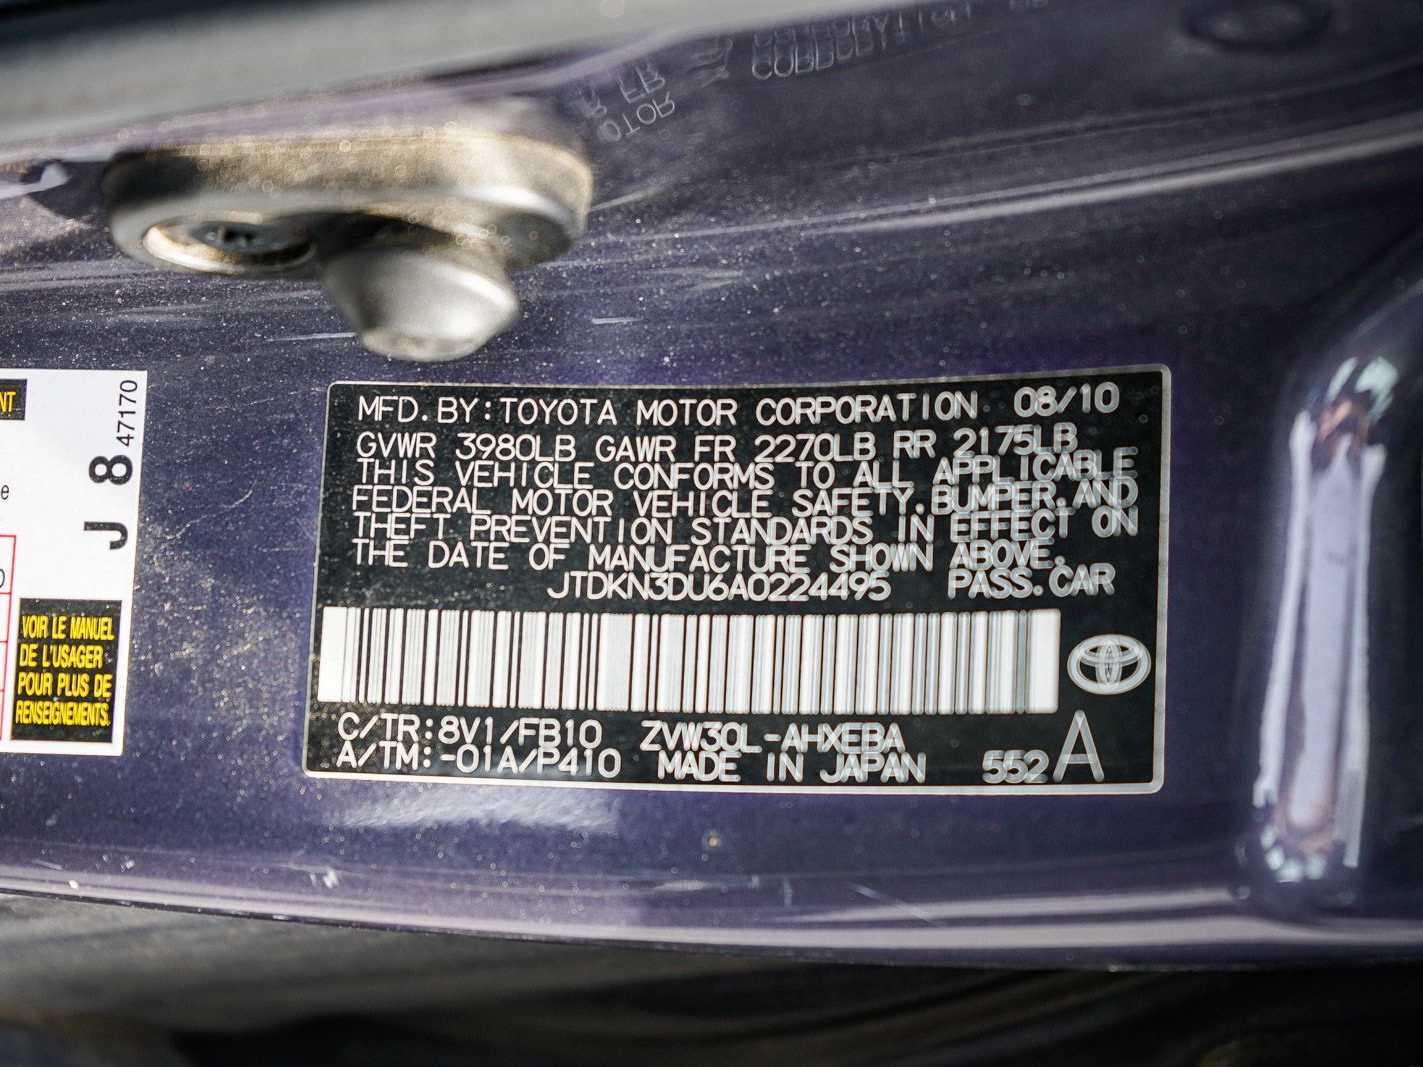 MFD. BY: TOYOTA MOTOR CORPORATION 08/10
GVWR 3980LB GAWR FR 2270LB RR 2175LB
THIS VEHICLE CONFORMS TO ALL APPLICABLE
FEDERAL MOTOR VEHICLE SAFETY, BUMPER, AND
THEFT PREVENTION STANDARDS IN EFFECT ON
THE DATE OF MANUFACTURE SHOWN ABOVE.
JTDKN3DU6A0224495 PASS. CAR
C/TR: 8V1/FB10 ZVW30L-AHXEBA
A/TM: -01A/P410 MADE IN JAPAN 552 A
J 8 47170
NT
e
VOIR LE MANUEL
DE L'USAGER
POUR PLUS DE
RENSEIGNEMENTS.